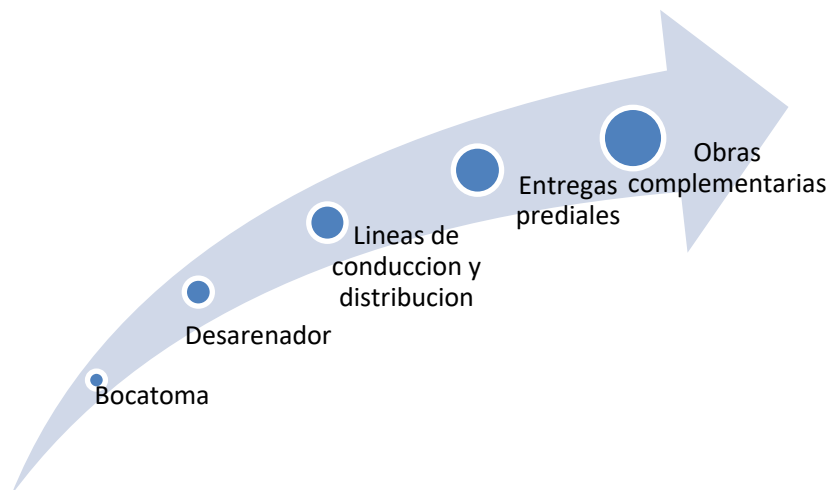 Bocatoma
Desarenador
Lineas de
conduccion y
distribucion
Entregas
prediales
Obras
complementarias